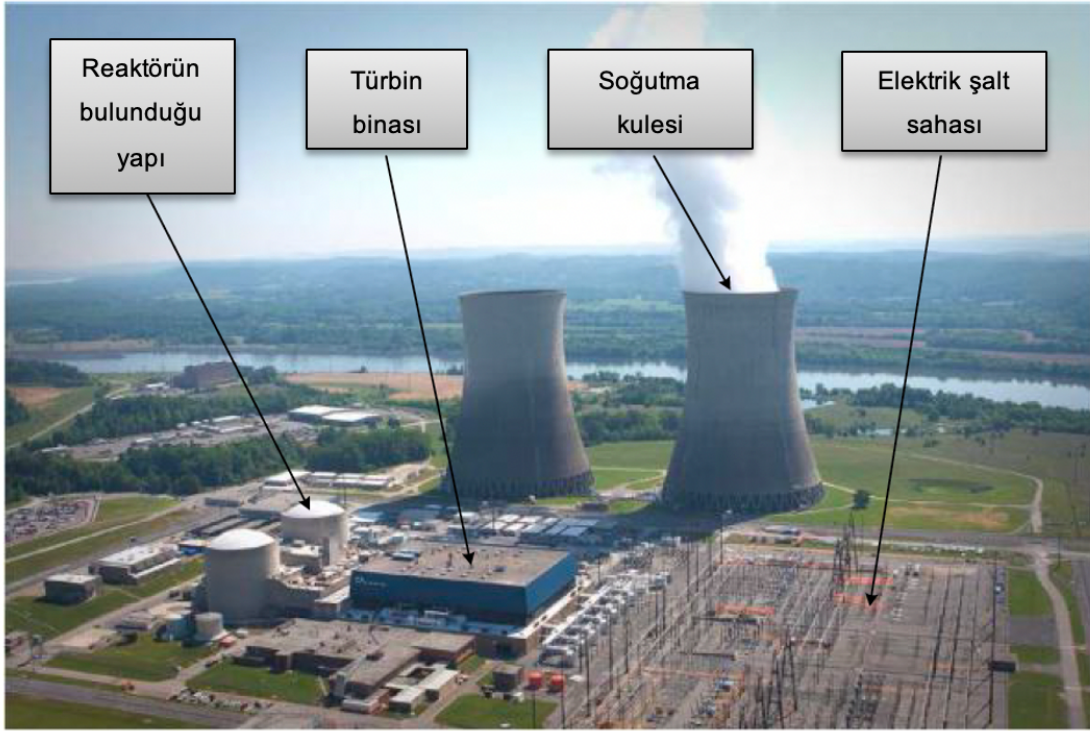 Reaktörün
bulunduğu
yapı
Türbin
binası
Soğutma
kulesi
Elektrik şalt
sahası